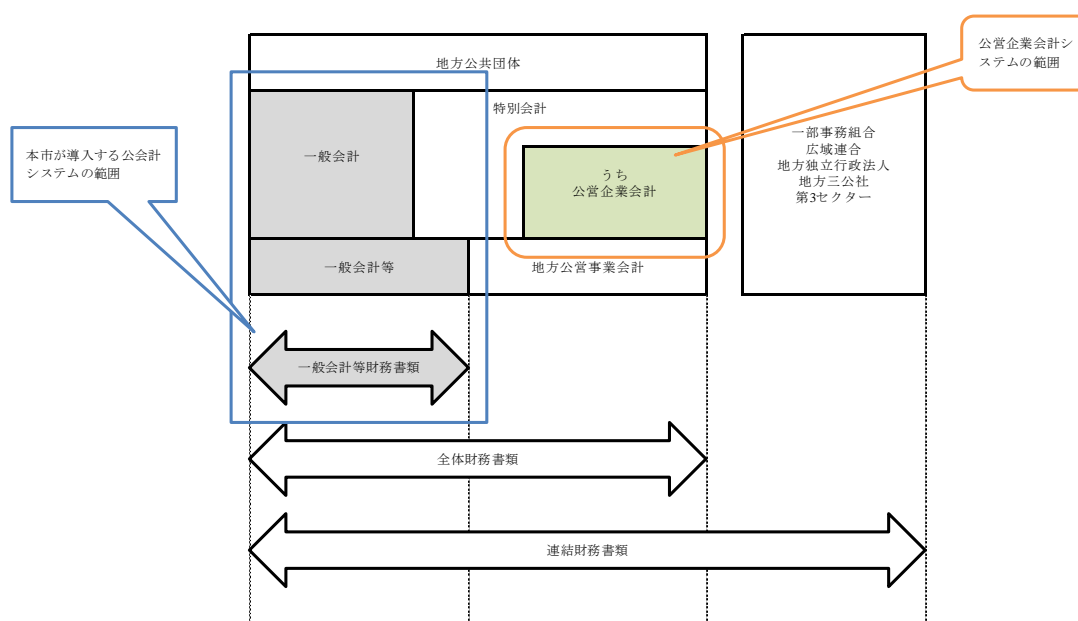 地方公共団体
公営企業会計シ
ステムの範囲
特別会計
一般会計
本市が導入する公会計
システムの範囲
うち
公営企業会計
一部事務組合
広域連合
地方独立行政法人
地方三公社
第3セクター
一般会計等
地方公営事業会計
一般会計等財務書類
全体財務書類
連結財務書類